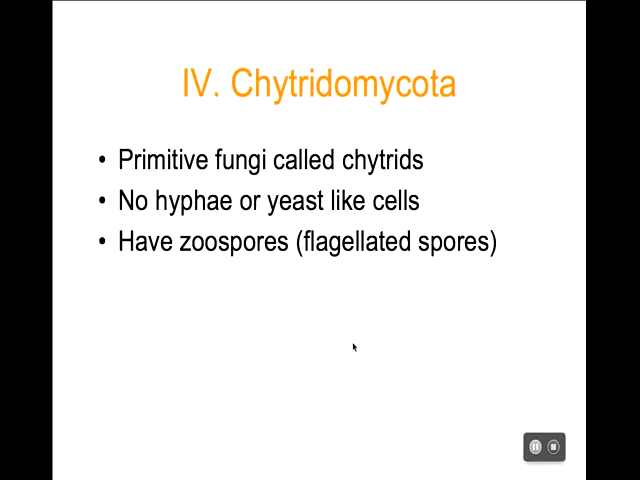 IV. Chytridomycota
• Primitive fungi called chytrids
• No hyphae or yeast like cells
• Have zoospores (flagellated spores)